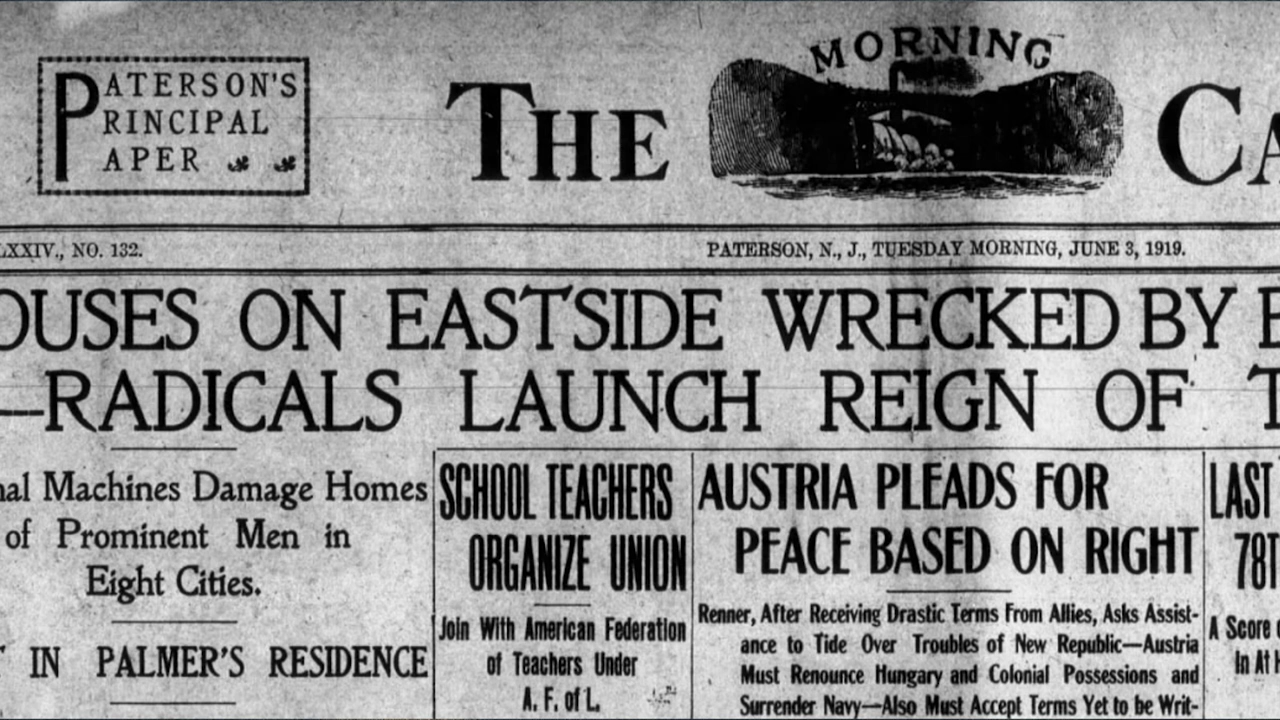 PATERSON'S
PRINCIPAL
PAPER
THE MORNING CA
LXXIV., NO. 132.
PATERSON, N., J., TUESDAY MORNING, JUNE 3, 1919.
OUSES ON EASTSIDE WRECKED BY E
—RADICALS LAUNCH REIGN OF T
nal Machines Damage Homes
of Prominent Men in
Eight Cities.
IN PALMER'S RESIDENCE
SCHOOL TEACHERS
ORGANIZE UNION
Join With American Federation
of Teachers Under
A. F. of L.
AUSTRIA PLEADS FOR
PEACE BASED ON RIGHT
Renner, After Receiving Drastic Terms From Allies, Asks Assist-
ance to Tide Over Troubles of New Republic—Austria
Must Renounce Hungary and Colonial Possessions and
Surrender Navy—Also Must Accept Terms Yet to be Writ-
LAST
78T
A Score
In At H